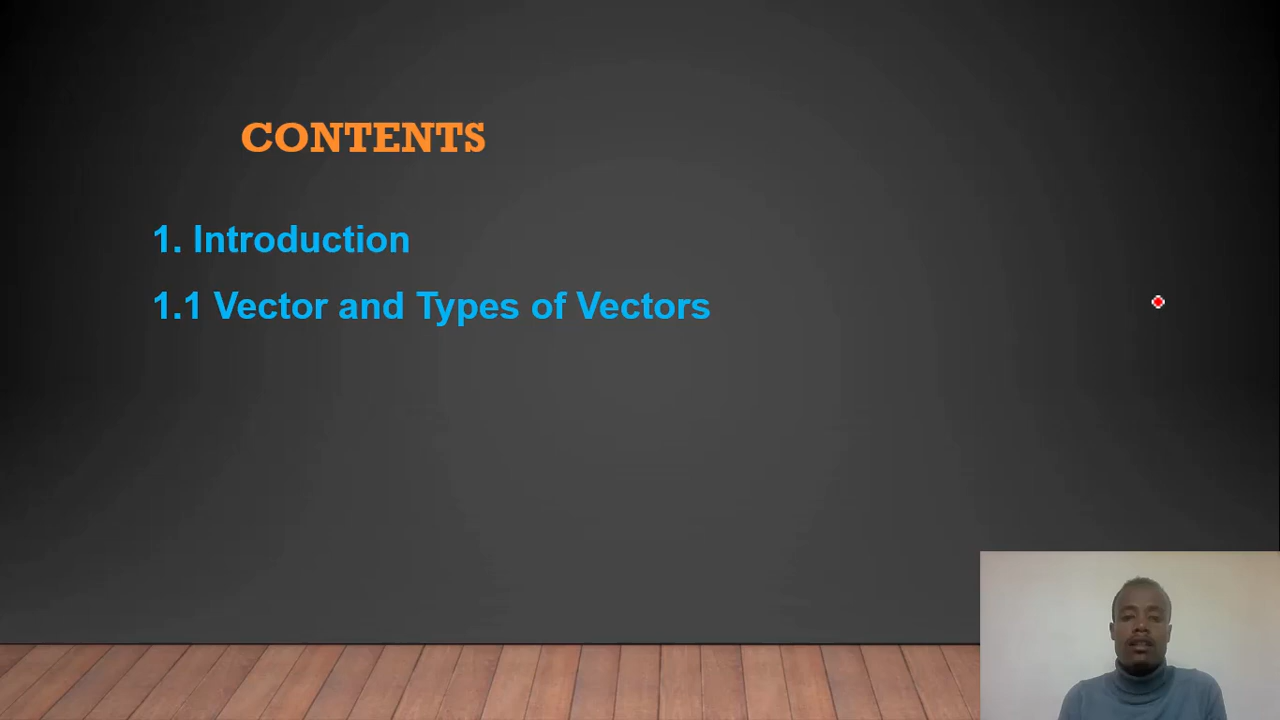 CONTENTS
1. Introduction
1.1 Vector and Types of Vectors